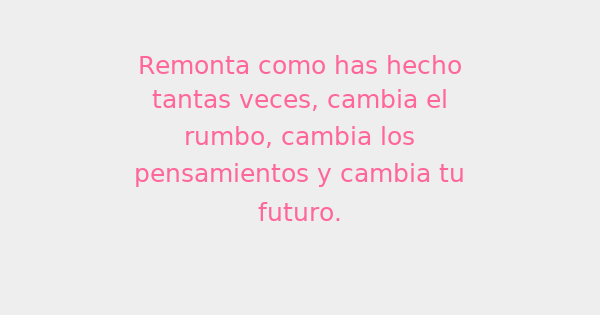 Remonta como has hecho
tantas veces, cambia el
rumbo, cambia los
pensamientos y cambia tu
futuro.